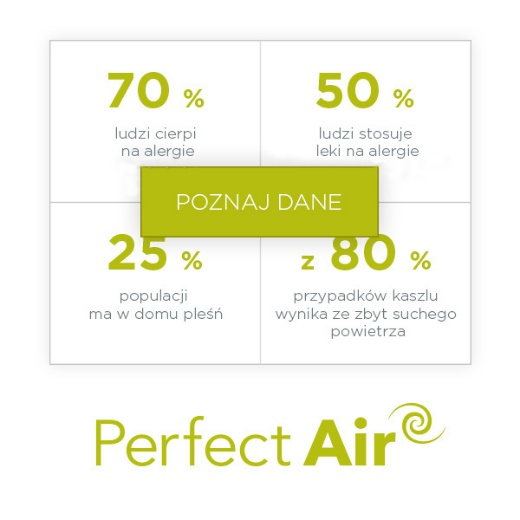 70 %
ludzi cierpi
na alergie
50 %
ludzi stosuje
leki na alergie
POZNAJ DANE
25 %
populacji
ma w domu pleśń
z 80 %
przypadków kaszlu
wynika ze zbyt suchego
powietrza
Perfect Air